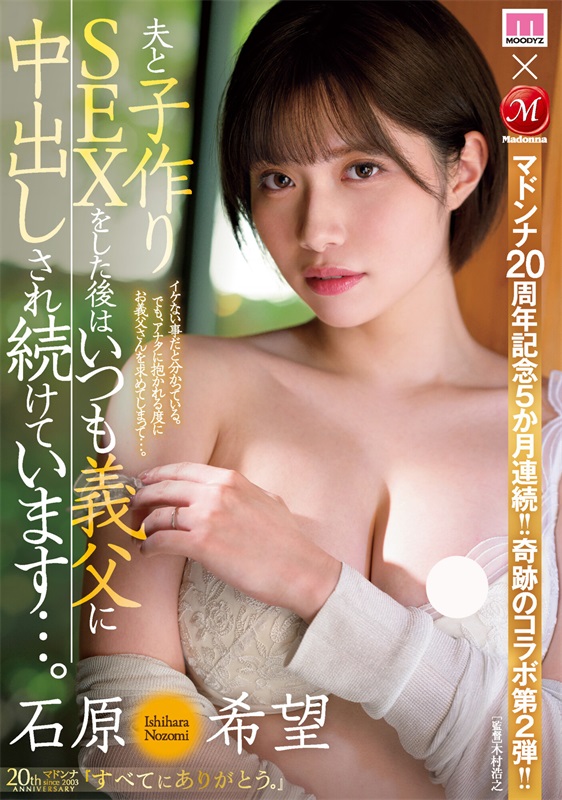 MOODYZ
×
M
Madonna
マドンナ20周年記念5か月連続!!奇跡のコラボ第2弾!!
夫と子作り
SEXをした後はいつも義父に
中出しされ続けています…。
イケない事だと分かっている。
でも、アナタに抱かれる度に
お義父さんを求めてしまって…。
石原
Ishihara
Nozomi
希望
[監督]木村浩之
20th
ANNIVERSARY
マドンナ
since 2003
「すべてにありがとう。」